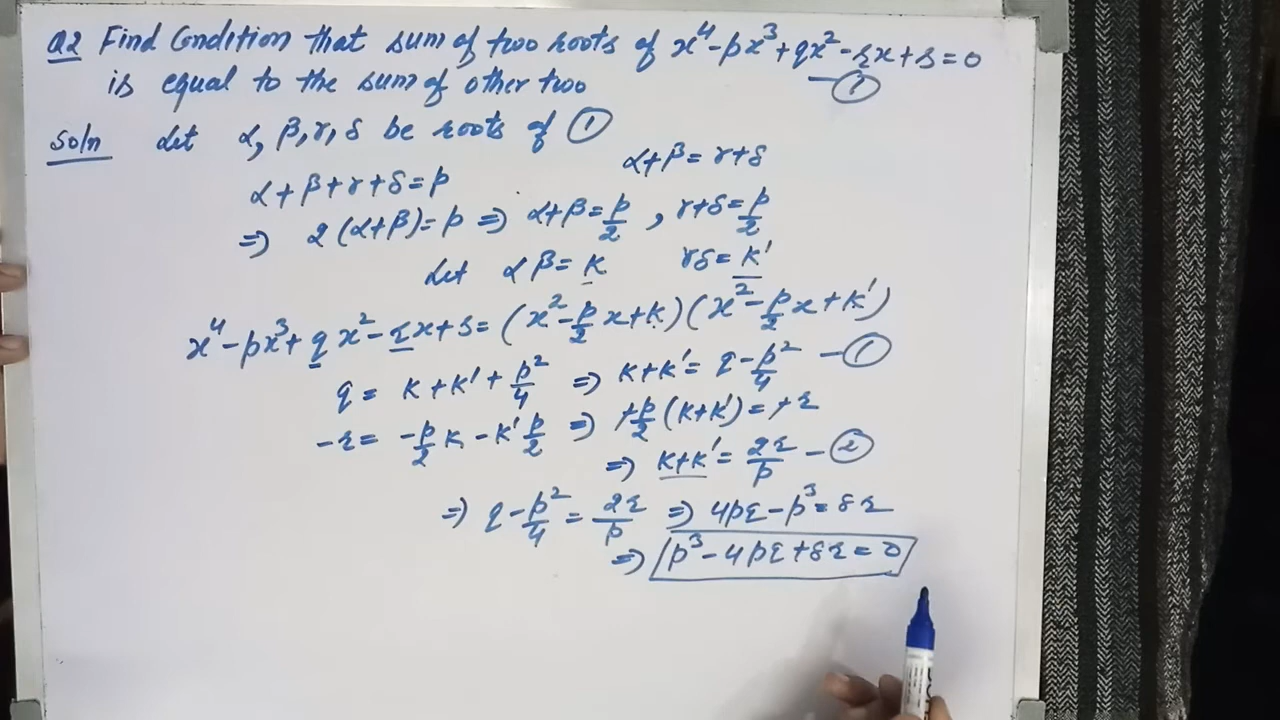 Q2 Find Condition that sum of two roots of x⁴-px³+qx²-rx+s=0
is equal to the sum of other two —①
Soln Let α, β, γ, δ be roots of ①
α+β=γ+δ
α+β+γ+δ=p
⇒ 2(α+β)=p ⇒ α+β=p/2 , γ+δ=p/2
Let αβ=k γδ=k'
x⁴-px³+qx²-rx+s=(x²-p/2 x+k)(x²-p/2 x+k')
q= k+k'+p²/4 ⇒ k+k'=q-p²/4 —①
-r= -p/2 k-k'p/2 ⇒ +p/2(k+k')=+r
⇒ k+k'=2r/p —②
⇒ q-p²/4=2r/p ⇒ 4pq-p³=8r
⇒ p³-4pq+8r=0